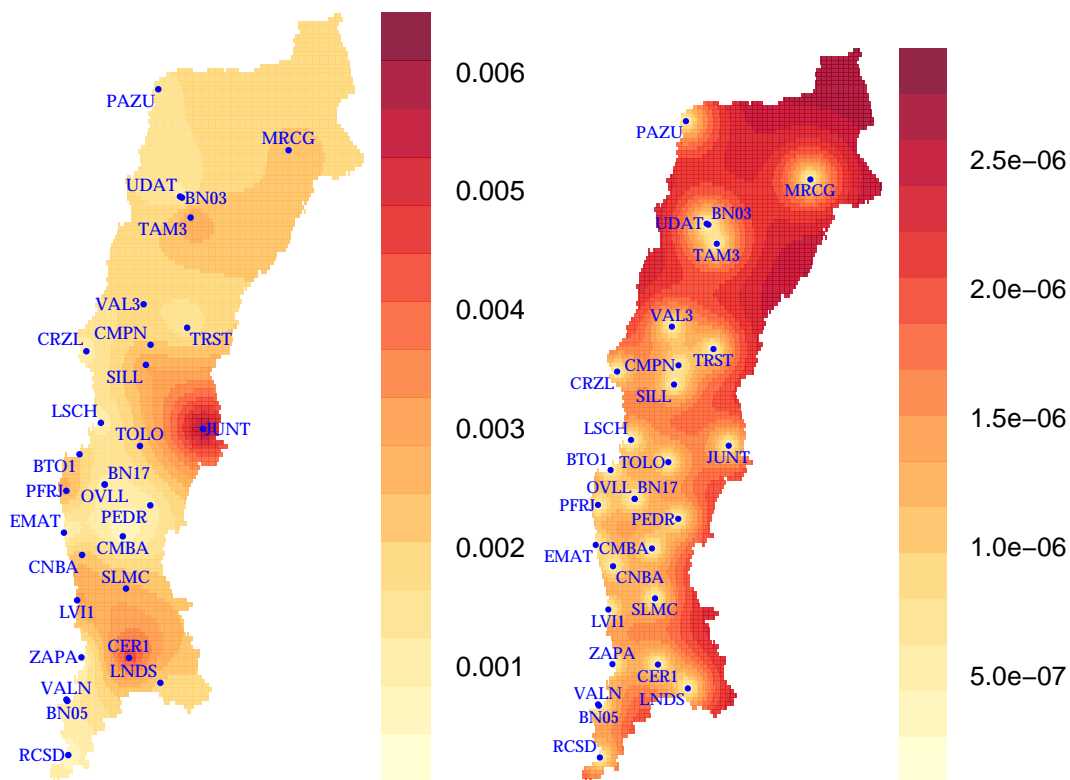 PAZU
MRCG
UDAT
BN03
TAM3
VAL3
CRZL
CMPN
TRST
SILL
LSCH
TOLO
JUNT
BTO1
BN17
PFRJ
OVLL
PEDR
EMAT
CMBA
CNBA
SLMC
LVI1
CER1
ZAPA
LNDS
VALN
BN05
RCSD
0.006
0.005
0.004
0.003
0.002
0.001
PAZU
MRCG
BN03
UDAT
TAM3
VAL3
TRST
CMPN
CRZL
SILL
LSCH
JUNT
BTO1
TOLO
OVLL
BN17
PFRJ
PEDR
EMAT
CMBA
CNBA
SLMC
LVI1
ZAPA
CER1
LNDS
VALN
BN05
RCSD
2.5e−06
2.0e−06
1.5e−06
1.0e−06
5.0e−07